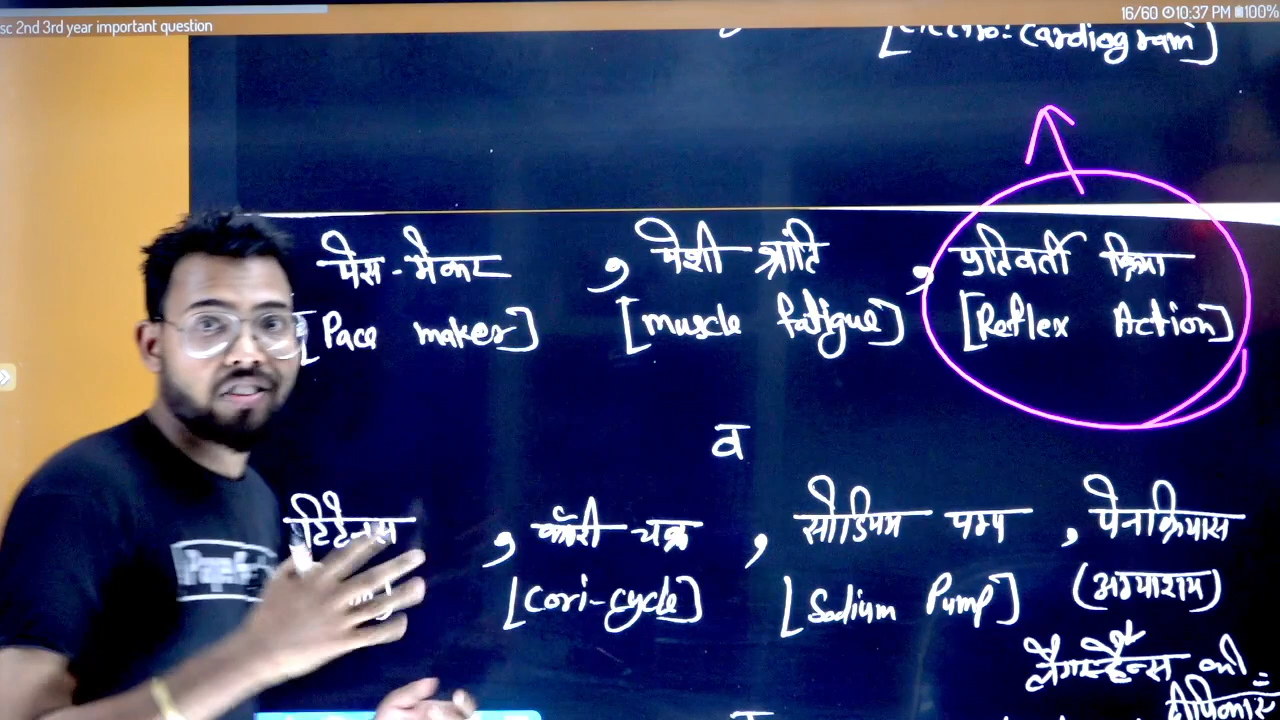 sc 2nd 3rd year important question
16/60 10:37 PM 100%
Cardiogram]
पेस-मेकर , पेशी श्रांति , प्रतिवर्ती क्रिया
[Pace maker] [muscle fatigue] [Reflex Action]
व
टिटेनस , कॉरी चक्र , सोडियम पम्प , पेनक्रियास
[Cori-cycle] [Sodium Pump] (अग्याशय)
लैंगरहैन्स की
दीपिकाएं